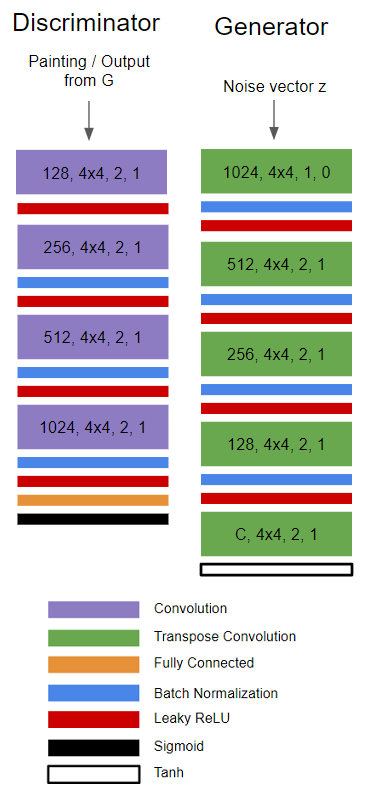 Discriminator
Painting / Output
from G
128, 4x4, 2, 1
256, 4x4, 2, 1
512, 4x4, 2, 1
1024, 4x4, 2, 1
Generator
Noise vector z
1024, 4x4, 1, 0
512, 4x4, 2, 1
256, 4x4, 2, 1
128, 4x4, 2, 1
C, 4x4, 2, 1
Convolution
Transpose Convolution
Fully Connected
Batch Normalization
Leaky ReLU
Sigmoid
Tanh